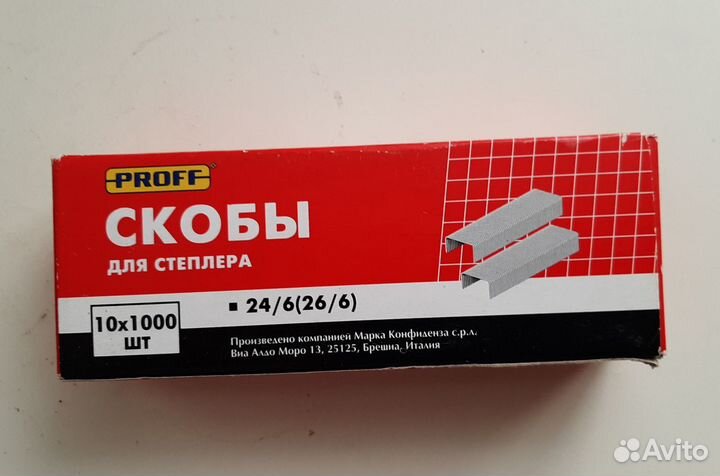 PROFF
СКОБЫ
ДЛЯ СТЕПЛЕРА
24/6(26/6)
10x1000
ШТ
Произведено компанией Марка Конфиденза с.р.л.
Виа Алдо Моро 13, 25125, Брешиа, Италия
Avito